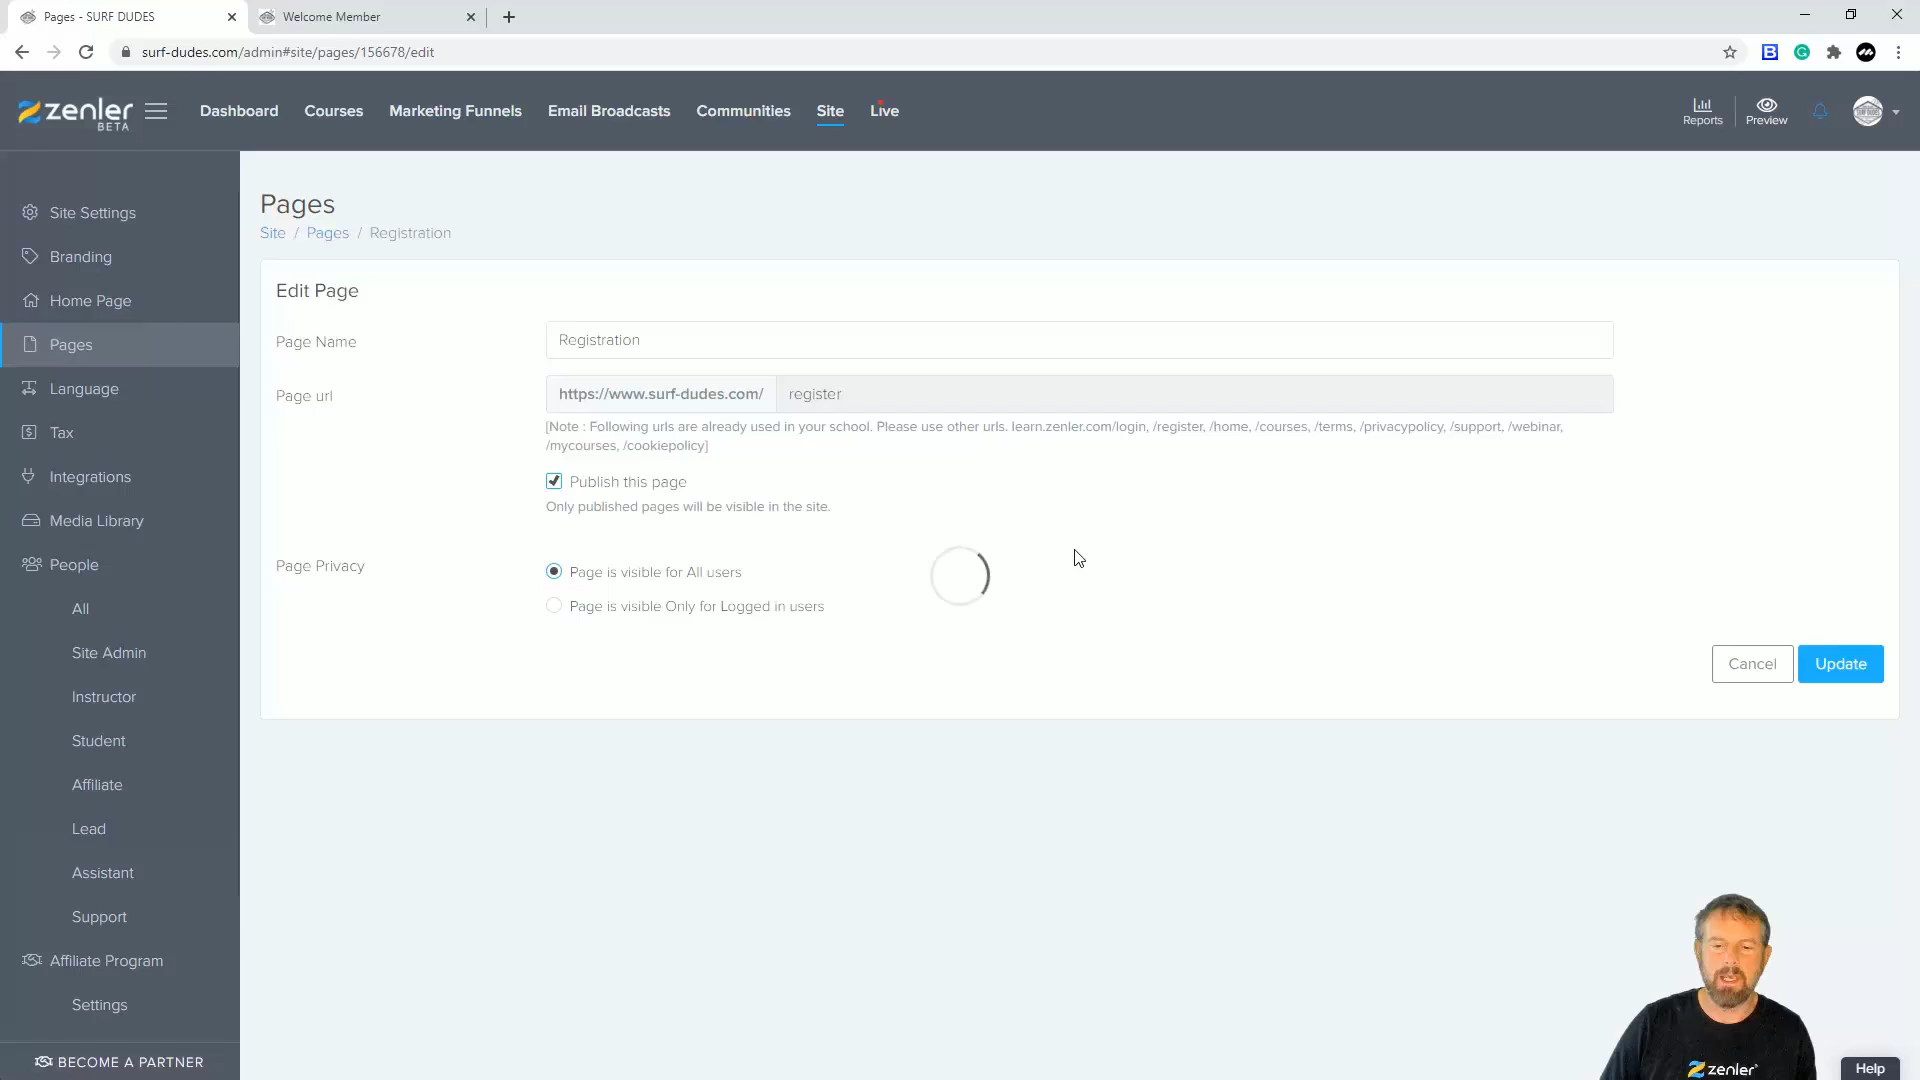 Pages - SURF DUDES
Welcome Member
surf-dudes.com/admin#site/pages/156678/edit
zenler
BETA
Dashboard
Courses
Marketing Funnels
Email Broadcasts
Communities
Site
Live
Reports
Preview
Site Settings
Branding
Home Page
Pages
Language
Tax
Integrations
Media Library
People
All
Site Admin
Instructor
Student
Affiliate
Lead
Assistant
Support
Affiliate Program
Settings
BECOME A PARTNER
Pages
Site / Pages / Registration
Edit Page
Page Name
Registration
Page url
https://www.surf-dudes.com/ register
[Note : Following urls are already used in your school. Please use other urls. learn.zenler.com/login, /register, /home, /courses, /terms, /privacypolicy, /support, /webinar,
/mycourses, /cookiepolicy]
Publish this page
Only published pages will be visible in the site.
Page Privacy
Page is visible for All users
Page is visible Only for Logged in users
Cancel
Update
zenler
Help